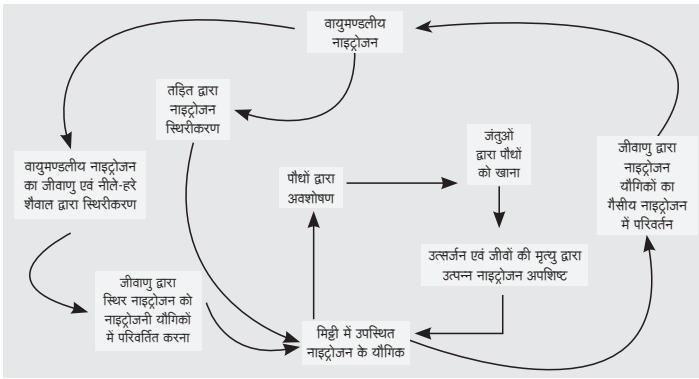 वायुमण्डलीय
नाइट्रोजन
तड़ित द्वारा
नाइट्रोजन
स्थिरीकरण
वायुमण्डलीय नाइट्रोजन
का जीवाणु एवं नीले-हरे
शैवाल द्वारा स्थिरीकरण
जीवाणु द्वारा
स्थिर नाइट्रोजन को
नाइट्रोजनी यौगिकों
में परिवर्तित करना
पौधों द्वारा
अवशोषण
जंतुओं
द्वारा पौधों
को खाना
उत्सर्जन एवं जीवों की मृत्यु द्वारा
उत्पन्न नाइट्रोजन अपशिष्ट
मिट्टी में उपस्थित
नाइट्रोजन के यौगिक
जीवाणु द्वारा
नाइट्रोजन
यौगिकों का
गैसीय नाइट्रोजन
में परिवर्तन